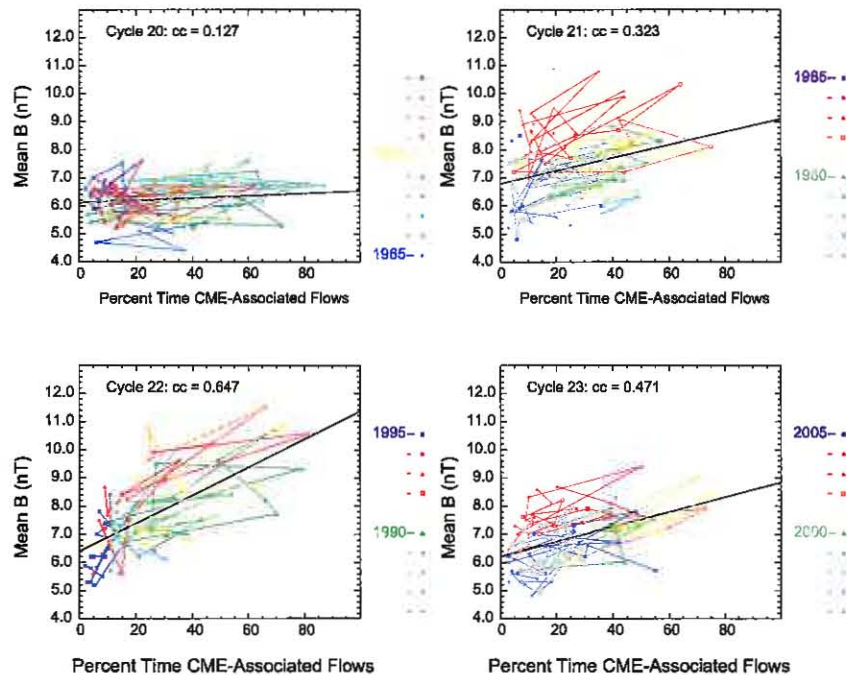 13.0
12.0
11.0
10.0
9.0
8.0
7.0
6.0
5.0
4.0
Mean B (nT)
Cycle 20: cc = 0.127
0 20 40 60 80
Percent Time CME-Associated Flows
1965-
13.0
12.0
11.0
10.0
9.0
8.0
7.0
6.0
5.0
4.0
Mean B (nT)
Cycle 21: cc = 0.323
0 20 40 60 80
Percent Time CME-Associated Flows
1985-
1980-
12.0
11.0
10.0
9.0
8.0
7.0
6.0
5.0
4.0
Mean B (nT)
Cycle 22: cc = 0.647
0 20 40 60 80
Percent Time CME-Associated Flows
1995-
1990-
12.0
11.0
10.0
9.0
8.0
7.0
6.0
5.0
4.0
Mean B (nT)
Cycle 23: cc = 0.471
0 20 40 60 80
Percent Time CME-Associated Flows
2005-
2000-